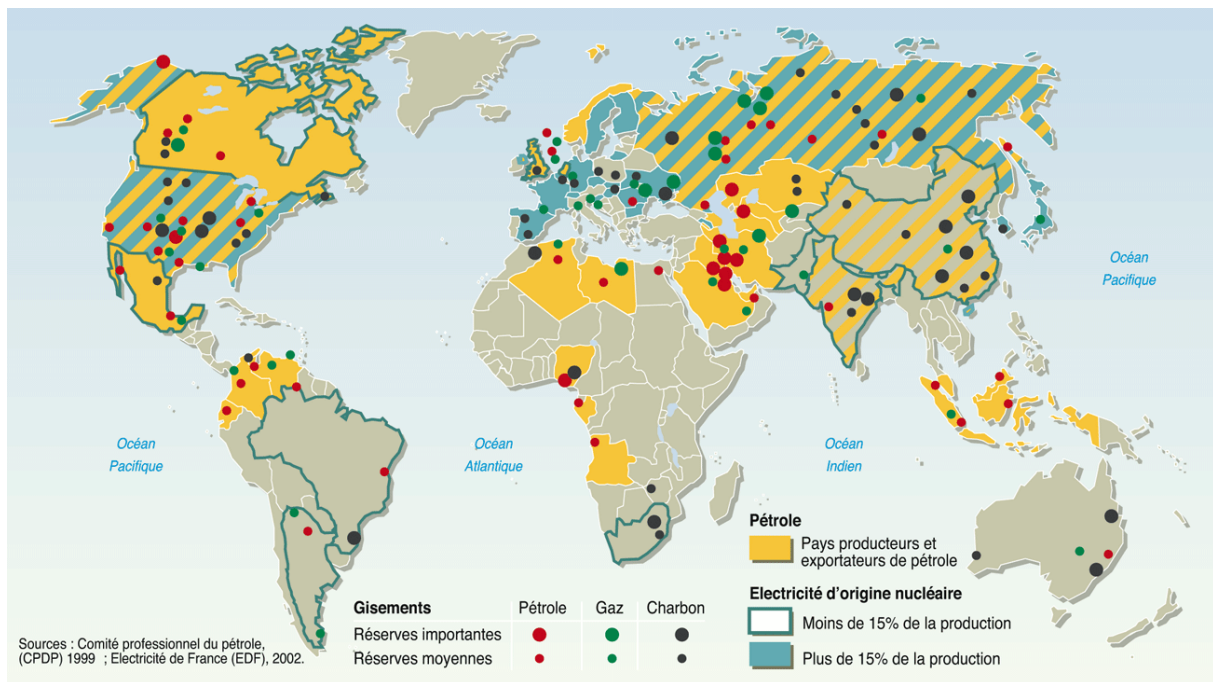 Océan
Pacifique
Océan
Pacifique
Océan
Atlantique
Océan
Indien
Pétrole
Pays producteurs et
exportateurs de pétrole
Electricité d'origine nucléaire
Moins de 15% de la production
Plus de 15% de la production
Gisements Pétrole Gaz Charbon
Réserves importantes
Réserves moyennes
Sources : Comité professionnel du pétrole,
(CPDP) 1999 ; Electricité de France (EDF), 2002.